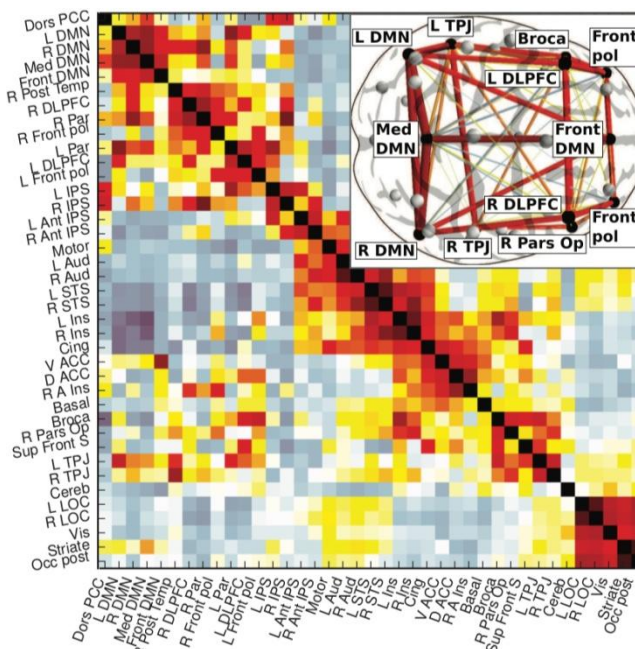 Dors PCC
L DMN
R DMN
Med DMN
Front DMN
R Post Temp
R DLPFC
R Par
R Front pol
L Par
L DLPFC
L Front pol
L IPS
R IPS
L Ant IPS
R Ant IPS
Motor
L Aud
R Aud
L STS
R STS
L Ins
R Ins
Cing
V ACC
D ACC
R A Ins
Basal
Broca
R Pars Op
Sup Front S
L TPJ
R TPJ
Cereb
L LOC
R LOC
Vis
Striate
Occ post
L DMN
L TPJ
Broca
Front
pol
L DLPFC
Med
DMN
Front
DMN
R DLPFC
R DMN
R TPJ
R Pars Op
Front
pol
Dors PCC
L DMN
R DMN
Med DMN
Front DMN
R Post Temp
R DLPFC
R Par
R Front pol
L Par
L DLPFC
L Front pol
L IPS
R IPS
L Ant IPS
R Ant IPS
Motor
L Aud
R Aud
L STS
R STS
L Ins
R Ins
Cing
V ACC
D ACC
R A Ins
Basal
Broca
R Pars Op
Sup Front S
L TPJ
R TPJ
Cereb
L LOC
R LOC
Vis
Striate
Occ post